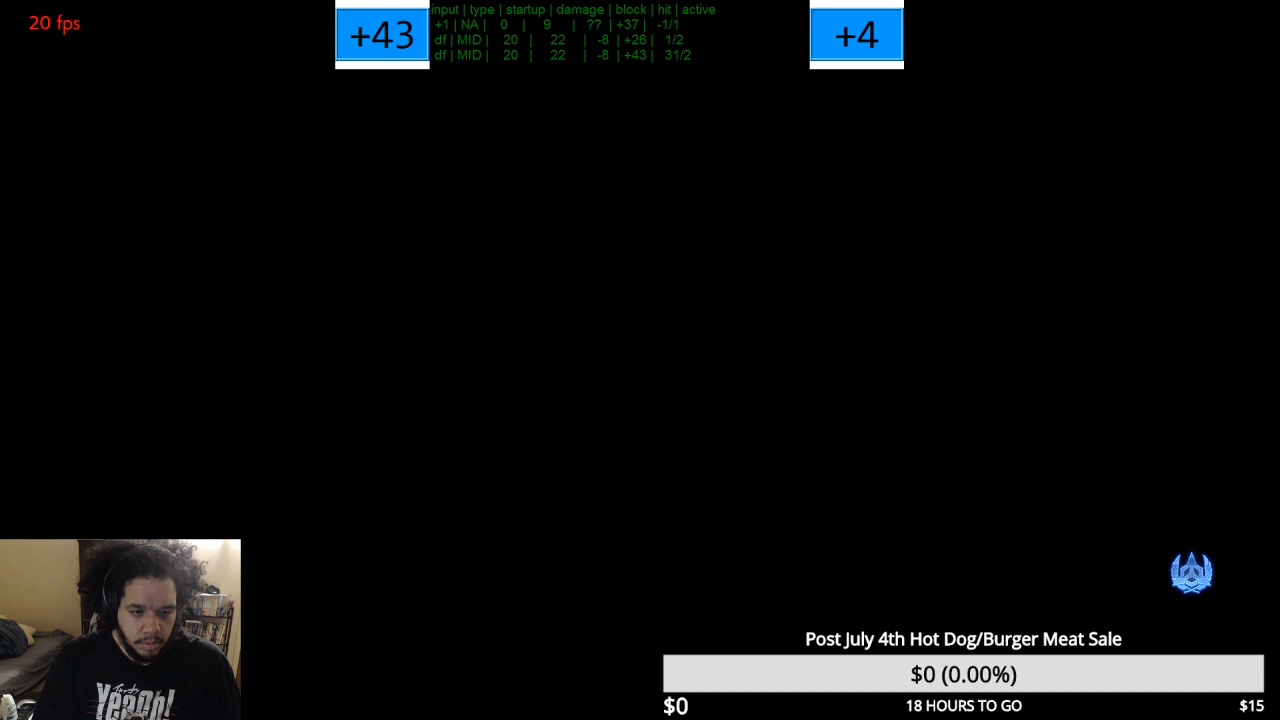 20 fps
+43
input | type | startup | damage | block | hit | active
+1 | NA | 0 | 9 | ?? | +37 | -1/1
df | MID | 20 | 22 | -8 | +26 | 1/2
df | MID | 20 | 22 | -8 | +43 | 31/2
+4
Yeah!
Post July 4th Hot Dog/Burger Meat Sale
$0 (0.00%)
$0 18 HOURS TO GO $15